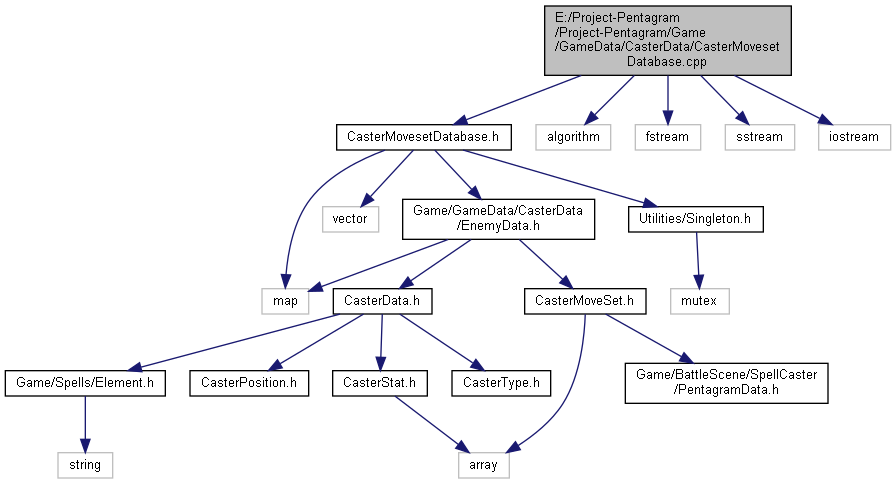 E:/Project-Pentagram
/Project-Pentagram/Game
/GameData/CasterData/CasterMoveset
Database.cpp
CasterMovesetDatabase.h
algorithm
fstream
sstream
iostream
vector
Game/GameData/CasterData
/EnemyData.h
Utilities/Singleton.h
map
CasterData.h
CasterMoveSet.h
mutex
Game/Spells/Element.h
CasterPosition.h
CasterStat.h
CasterType.h
Game/BattleScene/SpellCaster
/PentagramData.h
string
array